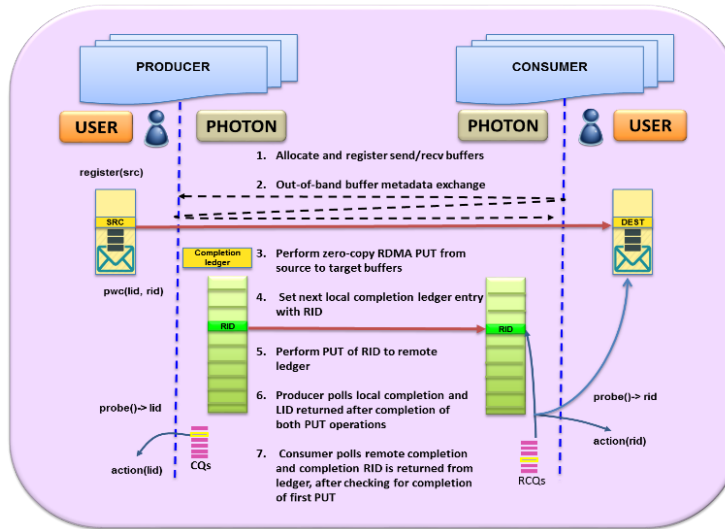 PRODUCER
CONSUMER
USER
PHOTON
PHOTON
USER
register(src)
1. Allocate and register send/recv buffers
2. Out-of-band buffer metadata exchange
SRC
DEST
Completion
ledger
3. Perform zero-copy RDMA PUT from
source to target buffers
pwc(lid, rid)
4. Set next local completion ledger entry
with RID
RID
RID
5. Perform PUT of RID to remote
ledger
6. Producer polls local completion and
LID returned after completion of
both PUT operations
probe()-> lid
probe()-> rid
action(lid)
CQs
7. Consumer polls remote completion
and completion RID is returned from
ledger, after checking for completion
of first PUT
RCQs
action(rid)